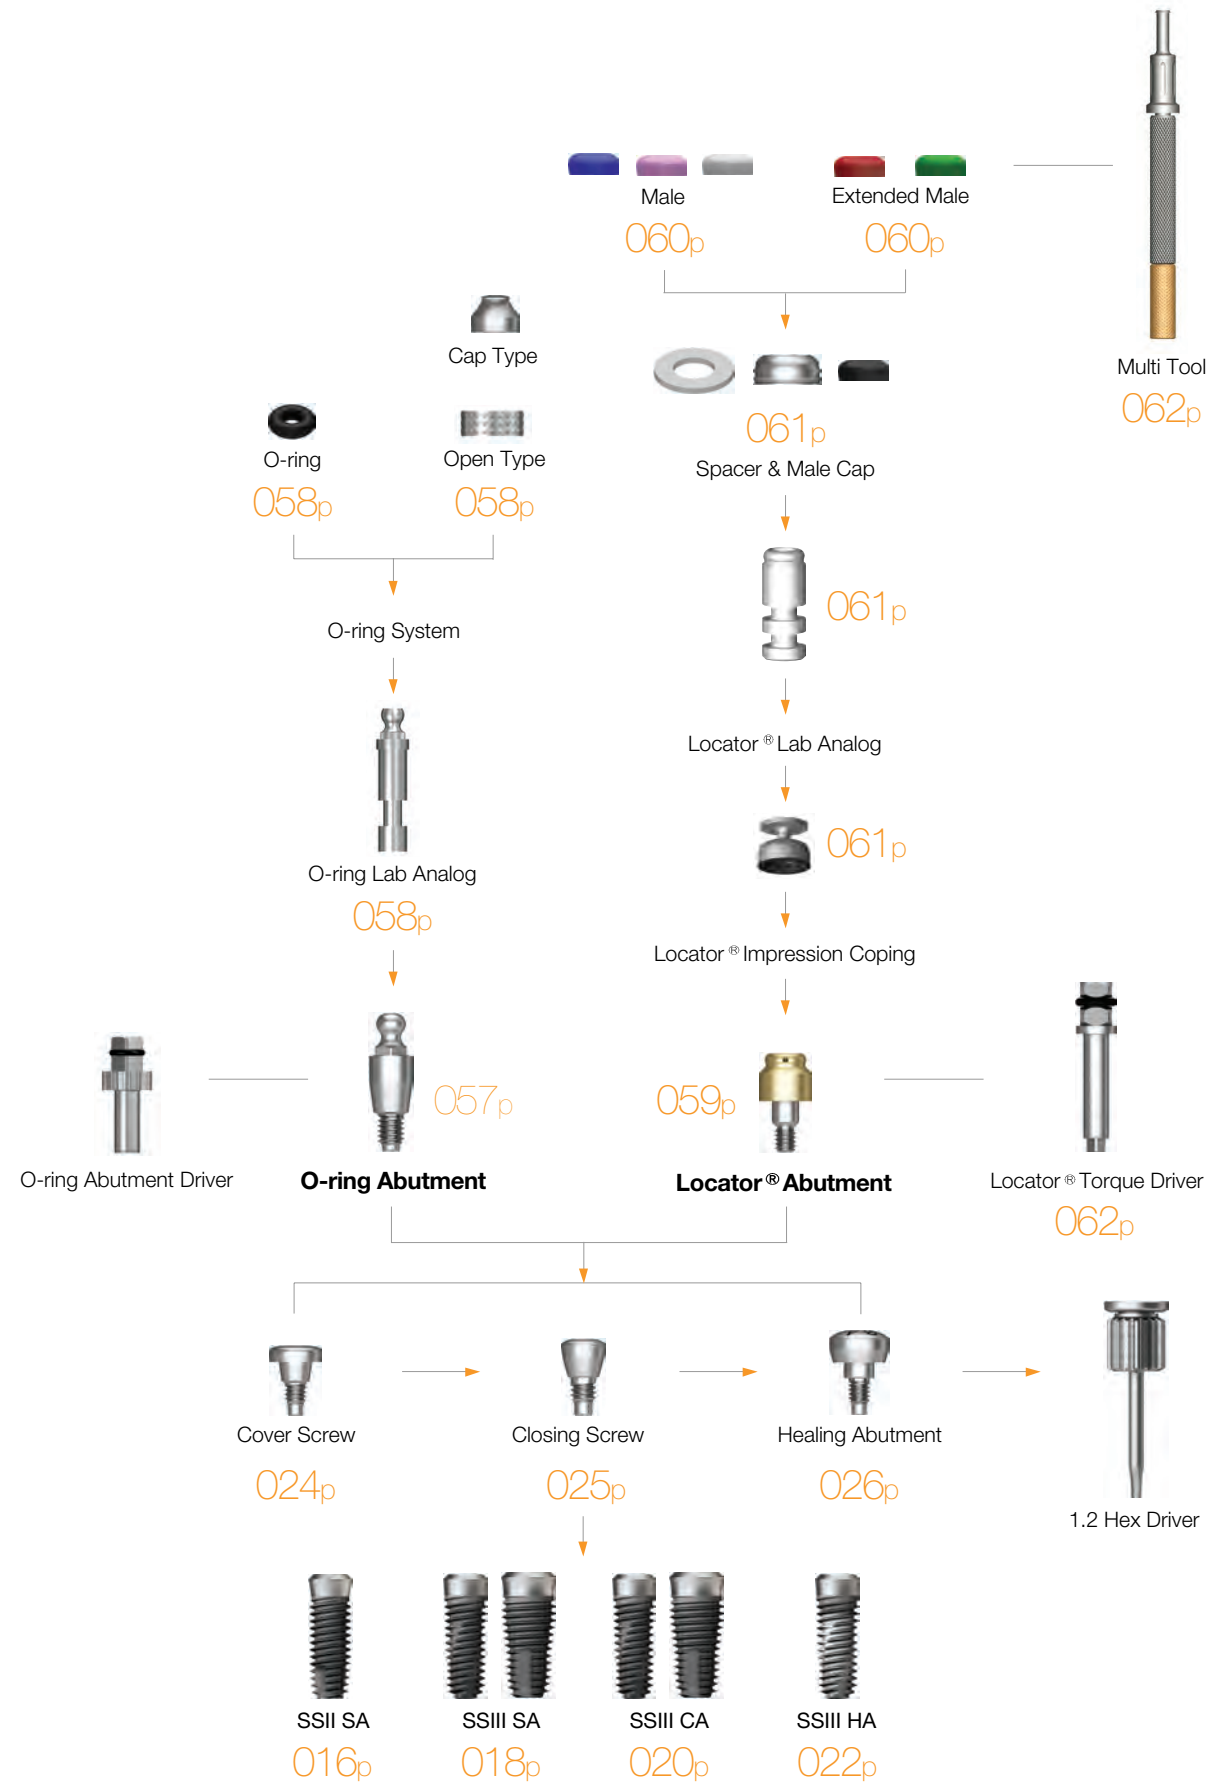 Male
Extended Male
060p
060p
Cap Type
Multi Tool
062p
O-ring
Open Type
058p
058p
061p
Spacer & Male Cap
061p
O-ring System
Locator® Lab Analog
061p
O-ring Lab Analog
058p
Locator® Impression Coping
057p
059p
O-ring Abutment Driver
O-ring Abutment
Locator® Abutment
Locator® Torque Driver
062p
Cover Screw
Closing Screw
Healing Abutment
024p
025p
026p
1.2 Hex Driver
SSII SA
SSIII SA
SSIII CA
SSIII HA
016p
018p
020p
022p